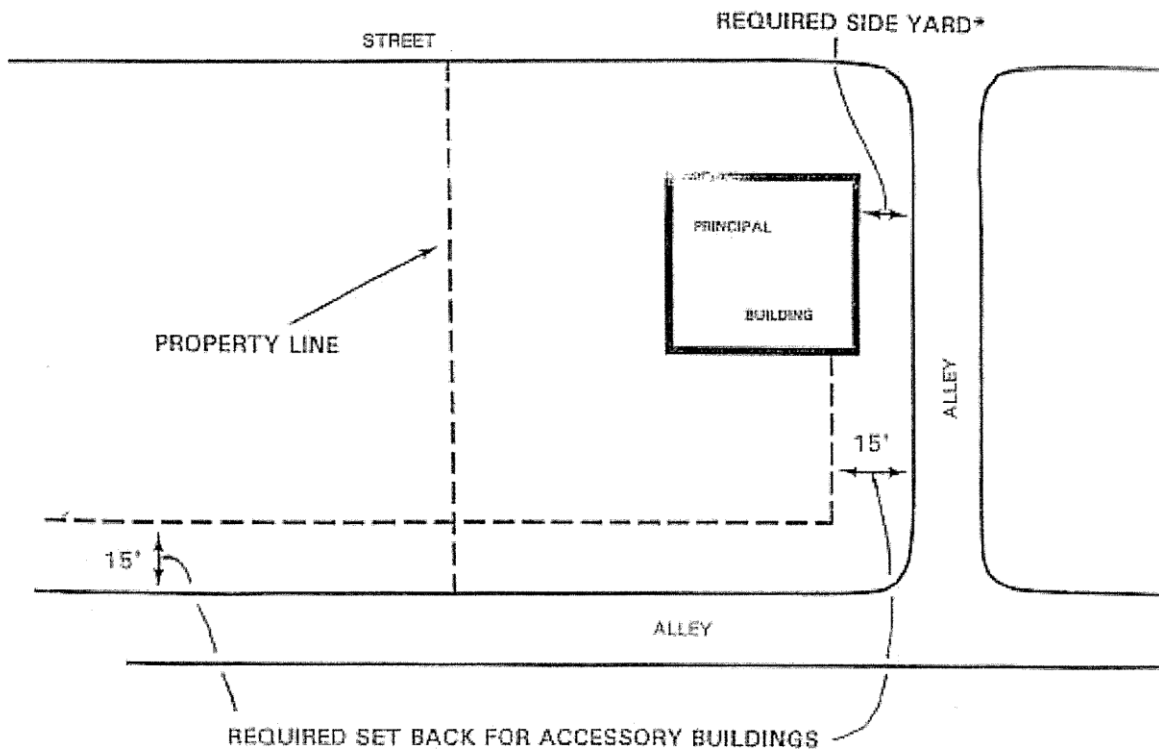 REQUIRED SIDE YARD*
STREET
PRINCIPAL
BUILDING
PROPERTY LINE
ALLEY
15'
15'
ALLEY
REQUIRED SET BACK FOR ACCESSORY BUILDINGS